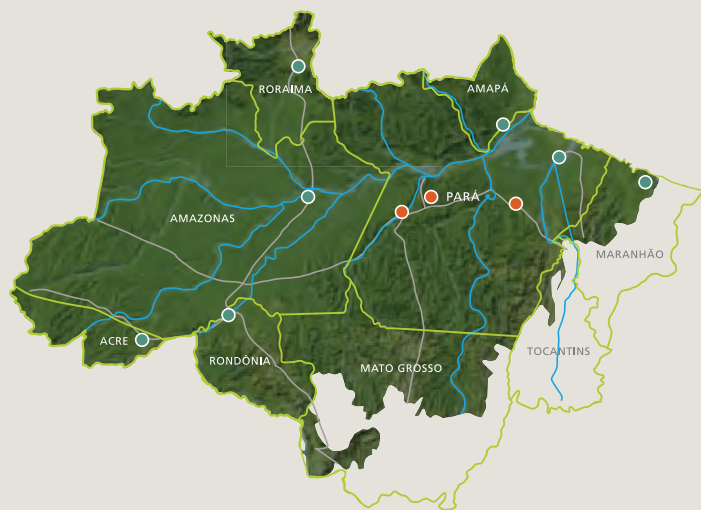 RORAIMA
AMAPÁ
PARÁ
AMAZONAS
MARANHÃO
ACRE
RONDÔNIA
MATO GROSSO
TOCANTINS